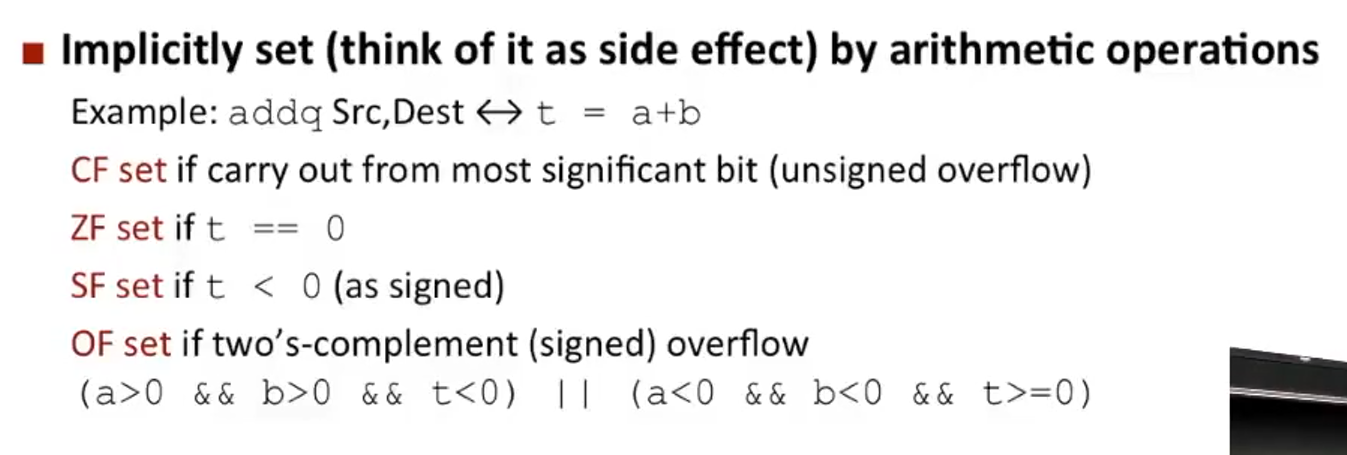 ■ Implicitly set (think of it as side effect) by arithmetic operations
Example: addq Src,Dest ↔ t = a+b
CF set if carry out from most significant bit (unsigned overflow)
ZF set if t == 0
SF set if t < 0 (as signed)
OF set if two’s-complement (signed) overflow
(a>0 && b>0 && t<0) || (a<0 && b<0 && t>=0)